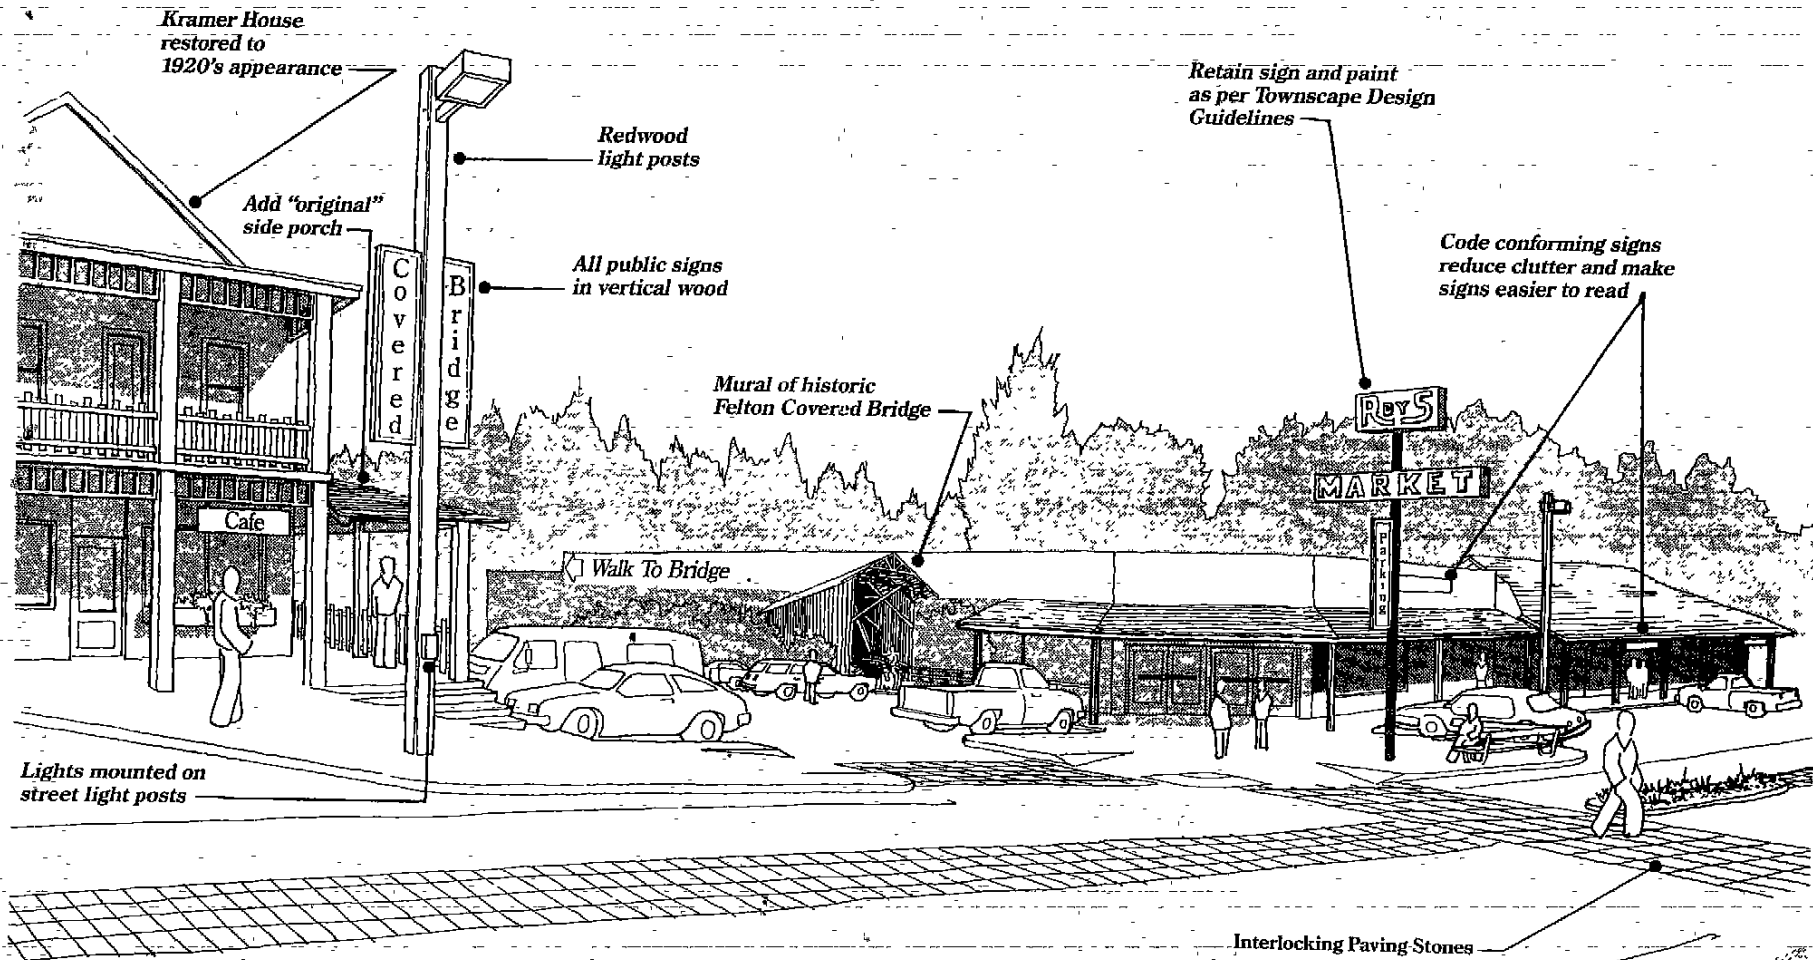 Kramer House
restored to
1920's appearance
Retain sign and paint
as per Townscape Design
Guidelines
Redwood
light posts
Add "original"
side porch
Code conforming signs
reduce clutter and make
signs easier to read
All public signs
in vertical wood
Covered
Bridge
Mural of historic
Felton Covered Bridge
ROYS
MARKET
Parking
Cafe
Walk To Bridge
Lights mounted on
street light posts
Interlocking Paving Stones